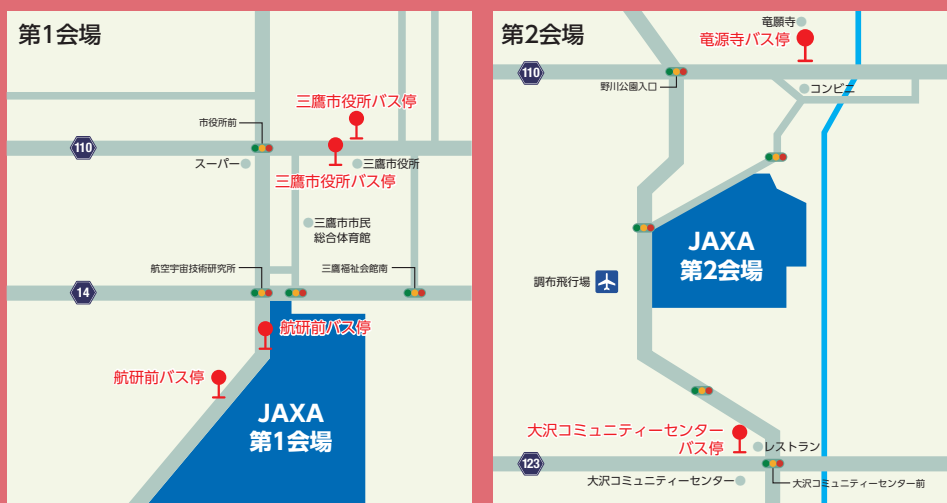 第1会場
三鷹市役所バス停
市役所前
110
スーパー
三鷹市役所
三鷹市役所バス停
三鷹市市民
総合体育館
航空宇宙技術研究所
三鷹福祉会館南
14
航研前バス停
航研前バス停
JAXA
第1会場
第2会場
竜願寺
竜源寺バス停
110
野川公園入口
コンビニ
JAXA
第2会場
調布飛行場
大沢コミュニティーセンター
バス停
レストラン
123
大沢コミュニティーセンター
大沢コミュニティーセンター前